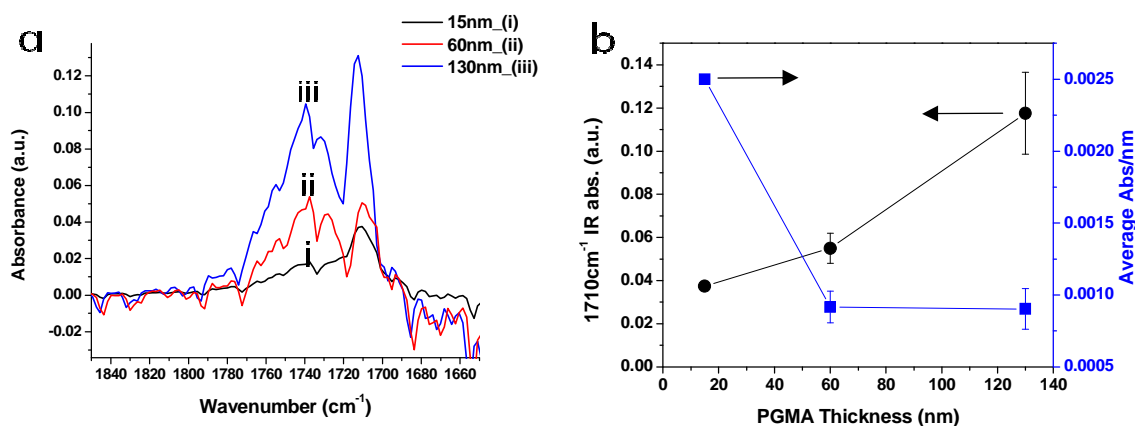 a
15nm_(i)
60nm_(ii)
130nm_(iii)
iii
ii
i
0.12
0.10
0.08
0.06
0.04
0.02
0.00
-0.02
Absorbance (a.u.)
1840 1820 1800 1780 1760 1740 1720 1700 1680 1660
Wavenumber (cm⁻¹)
b
0.14
0.12
0.10
0.08
0.06
0.04
0.02
0.00
1710cm⁻¹ IR abs. (a.u.)
0 20 40 60 80 100 120 140
PGMA Thickness (nm)
0.0025
0.0020
0.0015
0.0010
0.0005
Average Abs/nm